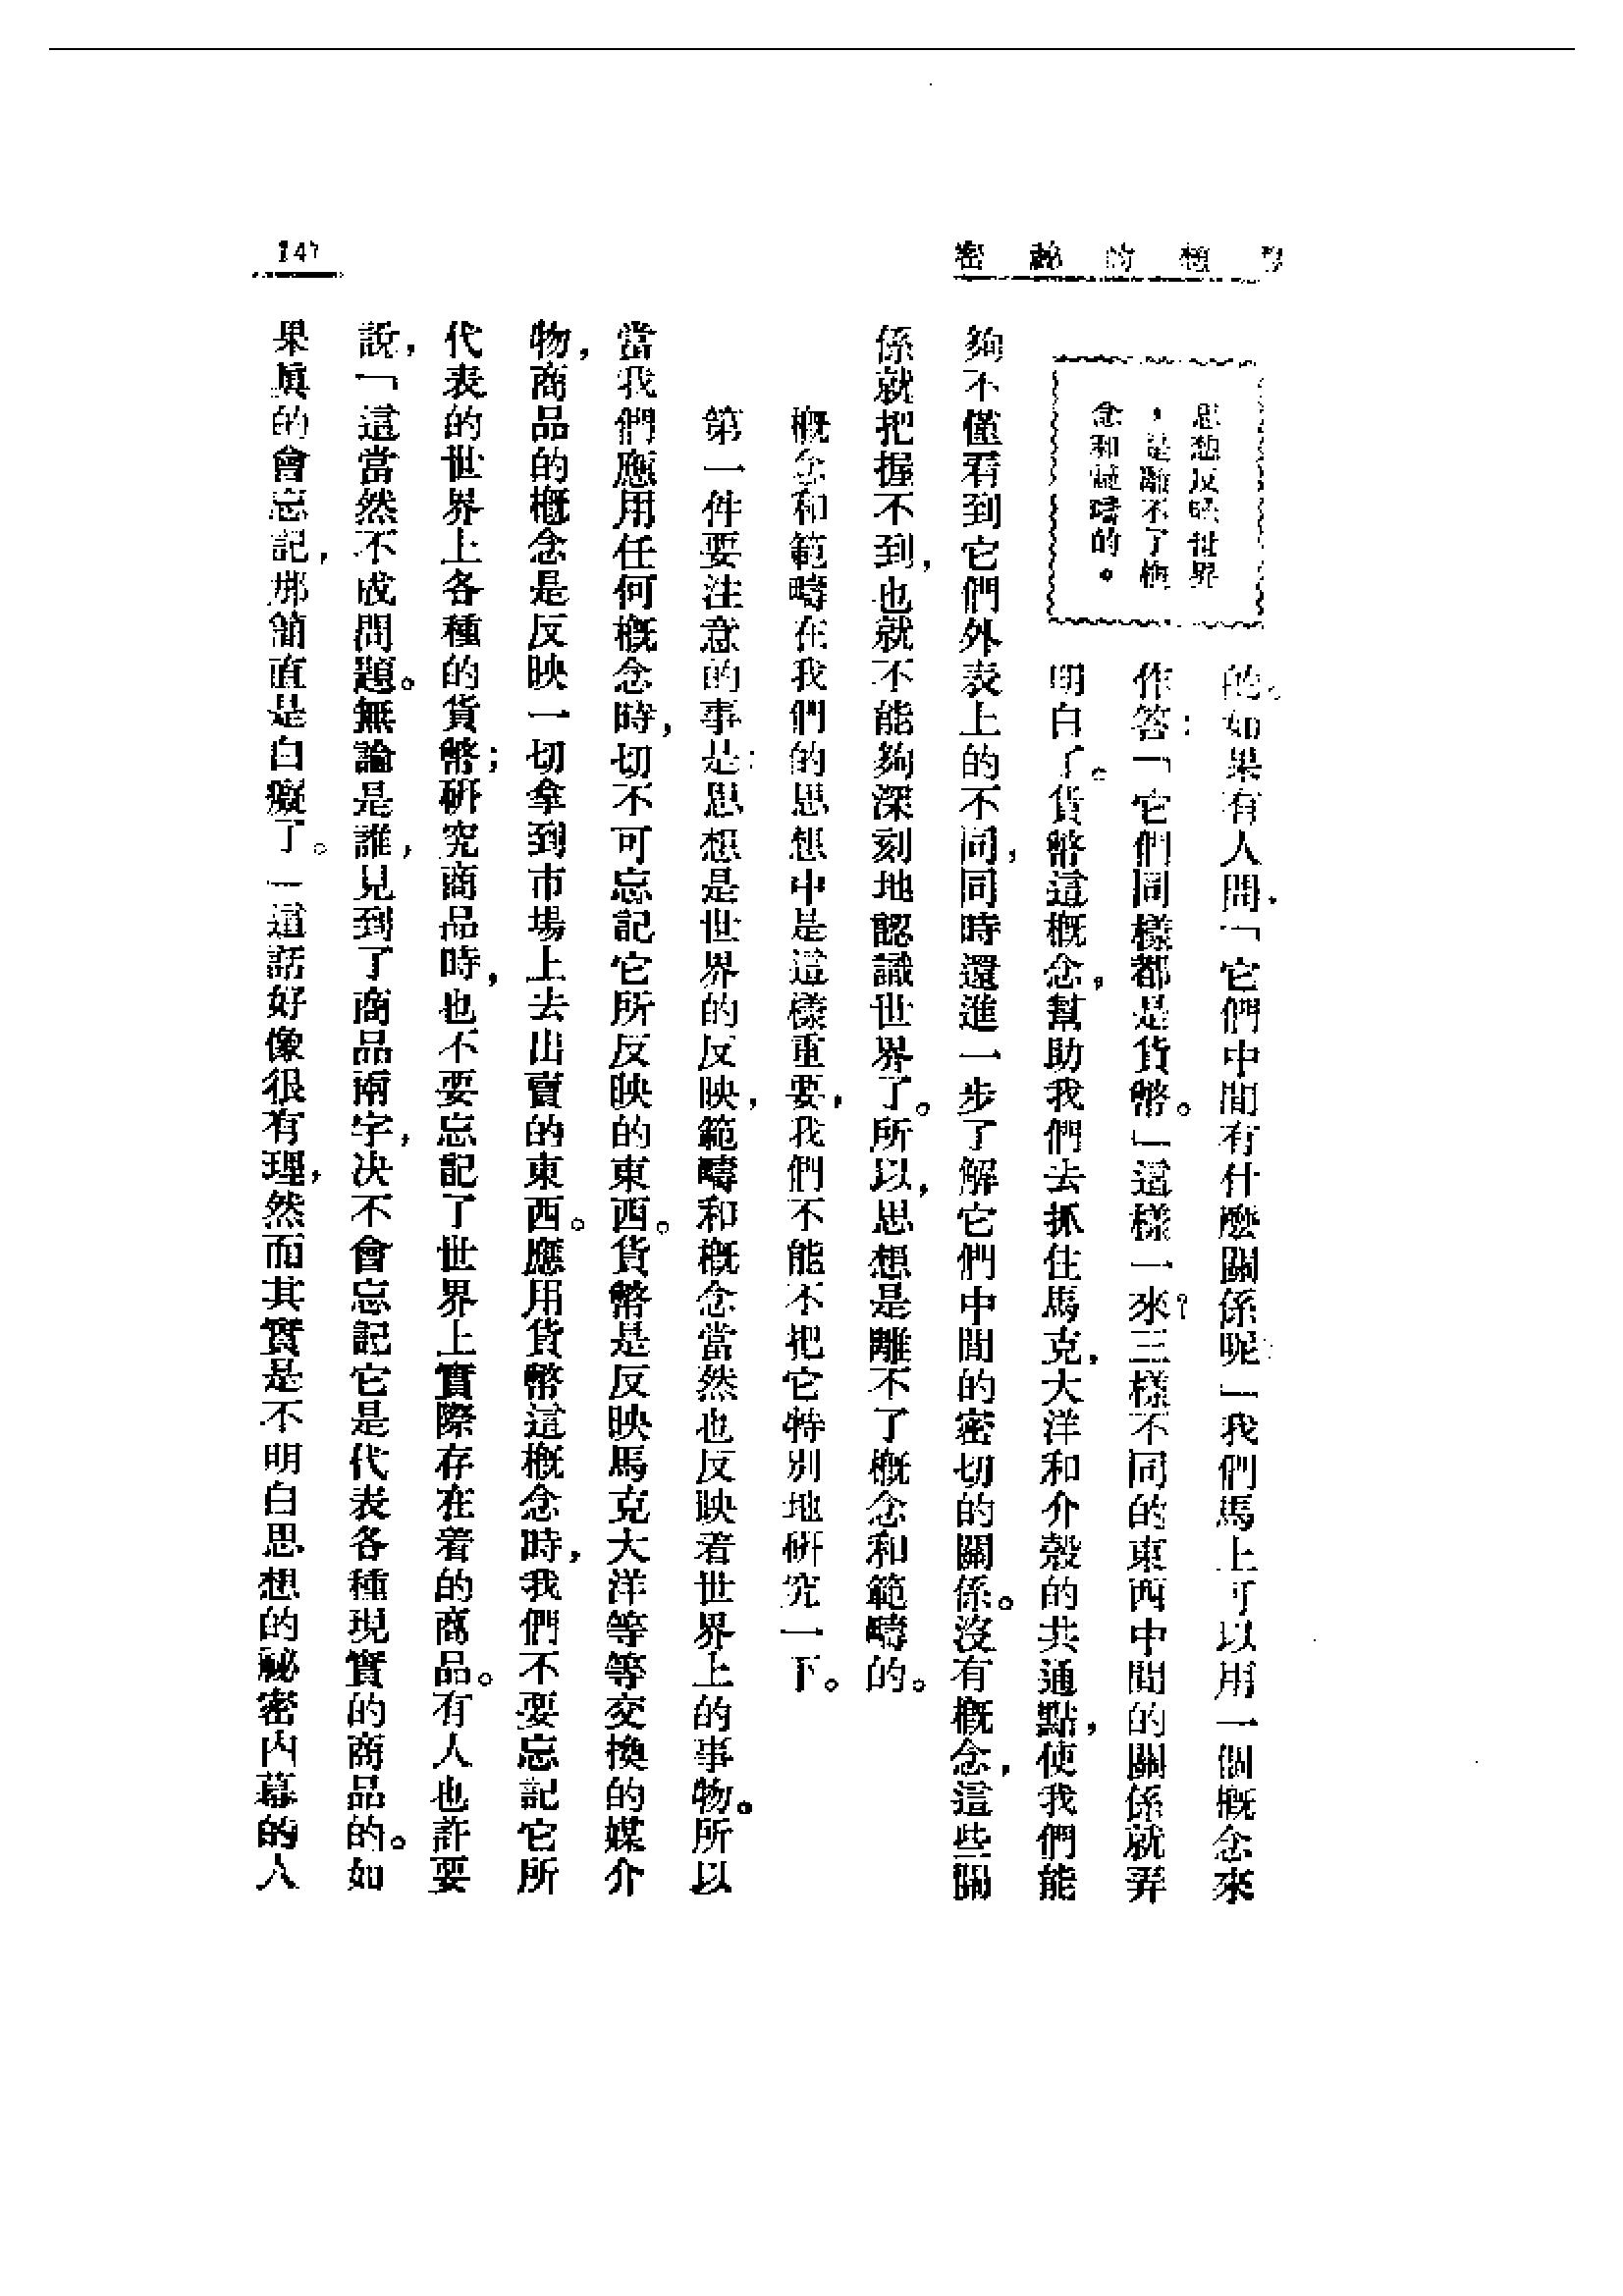 思想的祕密
147
思想反映世界
，是離不了概
念和範疇的。
的。如果有人問，「它們中間有什麼關係呢：」我們馬上可以用一個概念來
作答：「它們同樣都是貨幣。」這樣一來？三樣不同的東西中間的關係就弄
明白了。貨幣這概念，幫助我們去抓住馬克，大洋和介殼的共通點，使我們能
夠不僅看到它們外表上的不同，同時還進一步了解它們中間的密切的關係。沒有概念，這些關
係就把握不到，也就不能夠深刻地認識世界了。所以，思想是離不了概念和範疇的。
概念和範疇在我們的思想中是這樣重要，我們不能不把它特別地研究一下。
第一件要注意的事是：思想是世界的反映，範疇和概念當然也反映着世界上的事物。所以
當我們應用任何概念時，切不可忘記它所反映的東西。貨幣是反映馬克大洋等等交換的媒介
物，商品的概念是反映一切拿到市場上去出賣的東西。應用貨幣這概念時，我們不要忘記它所
代表的世界上各種的貨幣；研究商品時，也不要忘記了世界上實際存在着的商品。有人也許要
說，「這當然不成問題。無論是誰，見到了商品兩字，決不會忘記它是代表各種現實的商品的。如
果眞的會忘記，那簡直是白癡了。」這話好像很有理，然而其實是不明白思想的祕密內幕的人